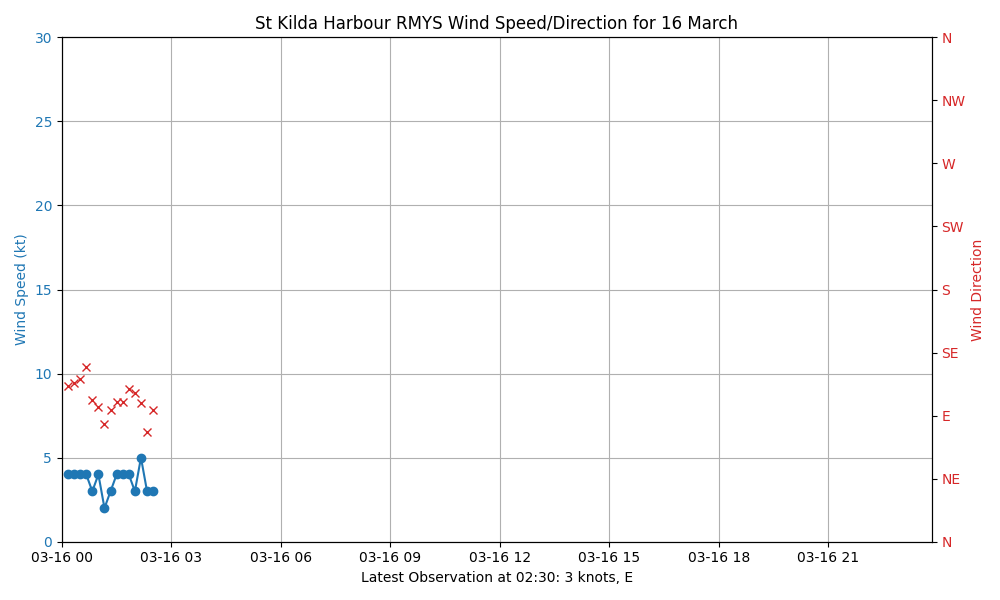 St Kilda Harbour RMYS Wind Speed/Direction for 16 March
30
25
20
15
10
5
0
Wind Speed (kt)
N
NW
W
SW
S
SE
E
NE
N
Wind Direction
03-16 00 03-16 03 03-16 06 03-16 09 03-16 12 03-16 15 03-16 18 03-16 21
Latest Observation at 02:30: 3 knots, E